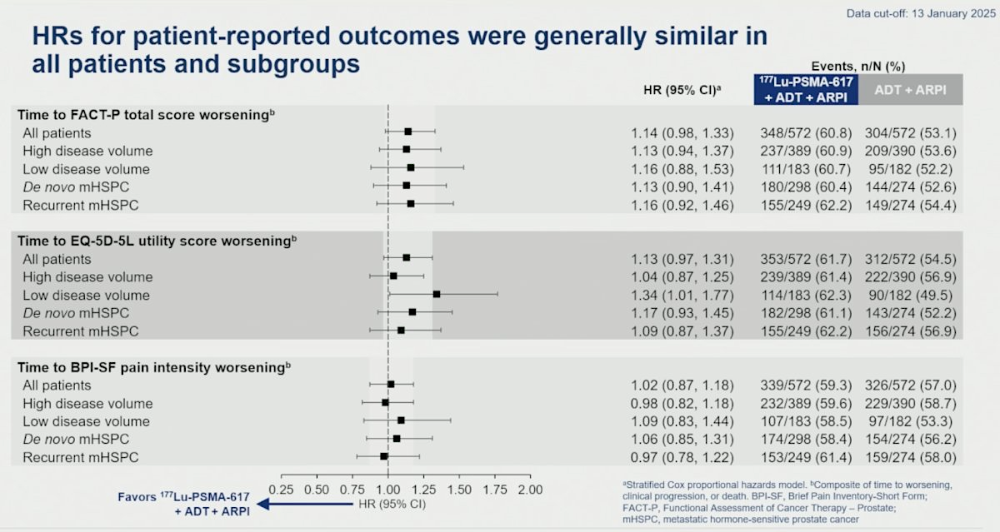 Data cut-off: 13 January 2025
HRs for patient-reported outcomes were generally similar in
all patients and subgroups
Events, n/N (%)
HR (95% CI)ᵃ
¹⁷⁷Lu-PSMA-617
+ ADT + ARPI
ADT + ARPI
Time to FACT-P total score worseningᵇ
All patients 1.14 (0.98, 1.33) 348/572 (60.8) 304/572 (53.1)
High disease volume 1.13 (0.94, 1.37) 237/389 (60.9) 209/390 (53.6)
Low disease volume 1.16 (0.88, 1.53) 111/183 (60.7) 95/182 (52.2)
De novo mHSPC 1.13 (0.90, 1.41) 180/298 (60.4) 144/274 (52.6)
Recurrent mHSPC 1.16 (0.92, 1.46) 155/249 (62.2) 149/274 (54.4)
Time to EQ-5D-5L utility score worseningᵇ
All patients 1.13 (0.97, 1.31) 353/572 (61.7) 312/572 (54.5)
High disease volume 1.04 (0.87, 1.25) 239/389 (61.4) 222/390 (56.9)
Low disease volume 1.34 (1.01, 1.77) 114/183 (62.3) 90/182 (49.5)
De novo mHSPC 1.17 (0.93, 1.45) 182/298 (61.1) 143/274 (52.2)
Recurrent mHSPC 1.09 (0.87, 1.37) 155/249 (62.2) 156/274 (56.9)
Time to BPI-SF pain intensity worseningᵇ
All patients 1.02 (0.87, 1.18) 339/572 (59.3) 326/572 (57.0)
High disease volume 0.98 (0.82, 1.18) 232/389 (59.6) 229/390 (58.7)
Low disease volume 1.09 (0.83, 1.44) 107/183 (58.5) 97/182 (53.3)
De novo mHSPC 1.06 (0.85, 1.31) 174/298 (58.4) 154/274 (56.2)
Recurrent mHSPC 0.97 (0.78, 1.22) 153/249 (61.4) 159/274 (58.0)
0.25 0.50 0.75 1.00 1.25 1.50 1.75 2.00
HR (95% CI)
Favors ¹⁷⁷Lu-PSMA-617
+ ADT + ARPI
ᵃStratified Cox proportional hazards model. ᵇComposite of time to worsening,
clinical progression, or death. BPI-SF, Brief Pain Inventory-Short Form;
FACT-P, Functional Assessment of Cancer Therapy – Prostate;
mHSPC, metastatic hormone-sensitive prostate cancer